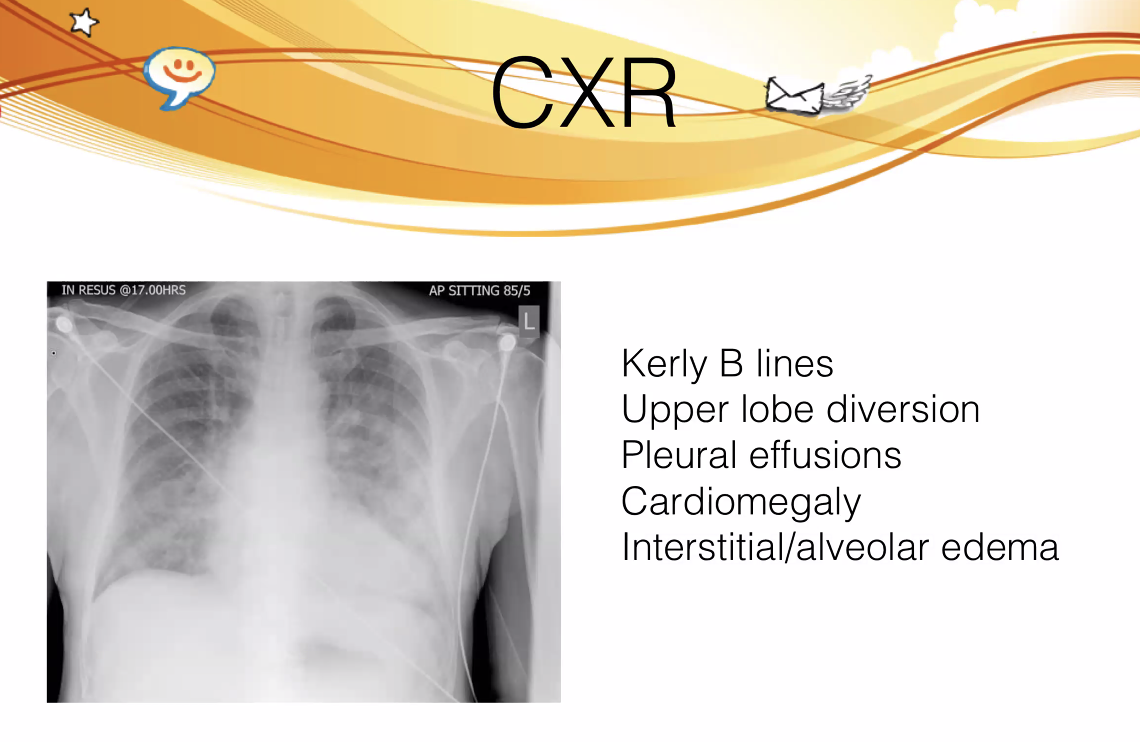 CXR
IN RESUS @17.00HRS
AP SITTING 85/5
L
Kerly B lines
Upper lobe diversion
Pleural effusions
Cardiomegaly
Interstitial/alveolar edema